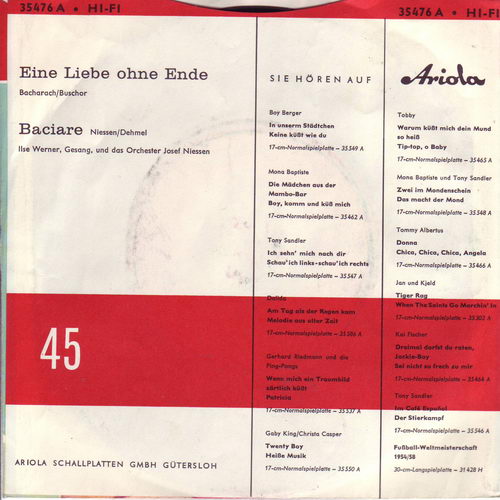 35476 A • HI-FI
35476 A • HI-FI
Eine Liebe ohne Ende
Bacharach/Buschor
Baciare Niessen/Dehmel
Ilse Werner, Gesang, und das Orchester Josef Niessen
45
ARIOLA SCHALLPLATTEN GMBH GÜTERSLOH
SIE HÖREN AUF
Ariola
Boy Berger
In unserm Städtchen
Keine küßt wie du
17-cm-Normalspielplatte – 35349 A
Mona Baptiste
Die Mädchen aus der
Mambo-Bar
Boy, komm und küß mich
17-cm-Normalspielplatte – 35462 A
Tony Sandler
Ich sehn' mich nach dir
Schau'ich links-schau'ich rechts
17-cm-Normalspielplatte – 35547 A
Dalida
Am Tag als der Regen kam
Melodie aus alter Zeit
17-cm-Normalspielplatte – 35386 A
Gerhard Riedmann und die
Ping-Pongs
Wenn mich ein Traumbild
zärtlich küßt
Patricia
17-cm-Normalspielplatte – 35537 A
Gaby King/Christa Casper
Twenty Boy
Heiße Musik
17-cm-Normalspielplatte – 35550 A
Tobby
Warum küßt mich dein Mund
so heiß
Tip-top, o Baby
17-cm-Normalspielplatte – 35465 A
Mona Baptiste und Tony Sandler
Zwei im Mondenschein
Das macht der Mond
17-cm-Normalspielplatte – 35548 A
Tommy Albertus
Donna
Chico, Chico, Chico, Angela
17-cm-Normalspielplatte – 35466 A
Jan und Kjeld
Tiger Rag
When The Saints Go Marchin' In
17-cm-Normalspielplatte – 35302 A
Kai Fischer
Dreimal darfst du raten,
Jackie-Boy
Sei nicht so frech zu mir
17-cm-Normalspielplatte – 35464 A
Tony Sandler
Im Café Español
Der Stierkampf
17-cm-Normalspielplatte – 35546 A
Fußball-Weltmeisterschaft
1954/58
30-cm-Langspielplatte – 31428 H